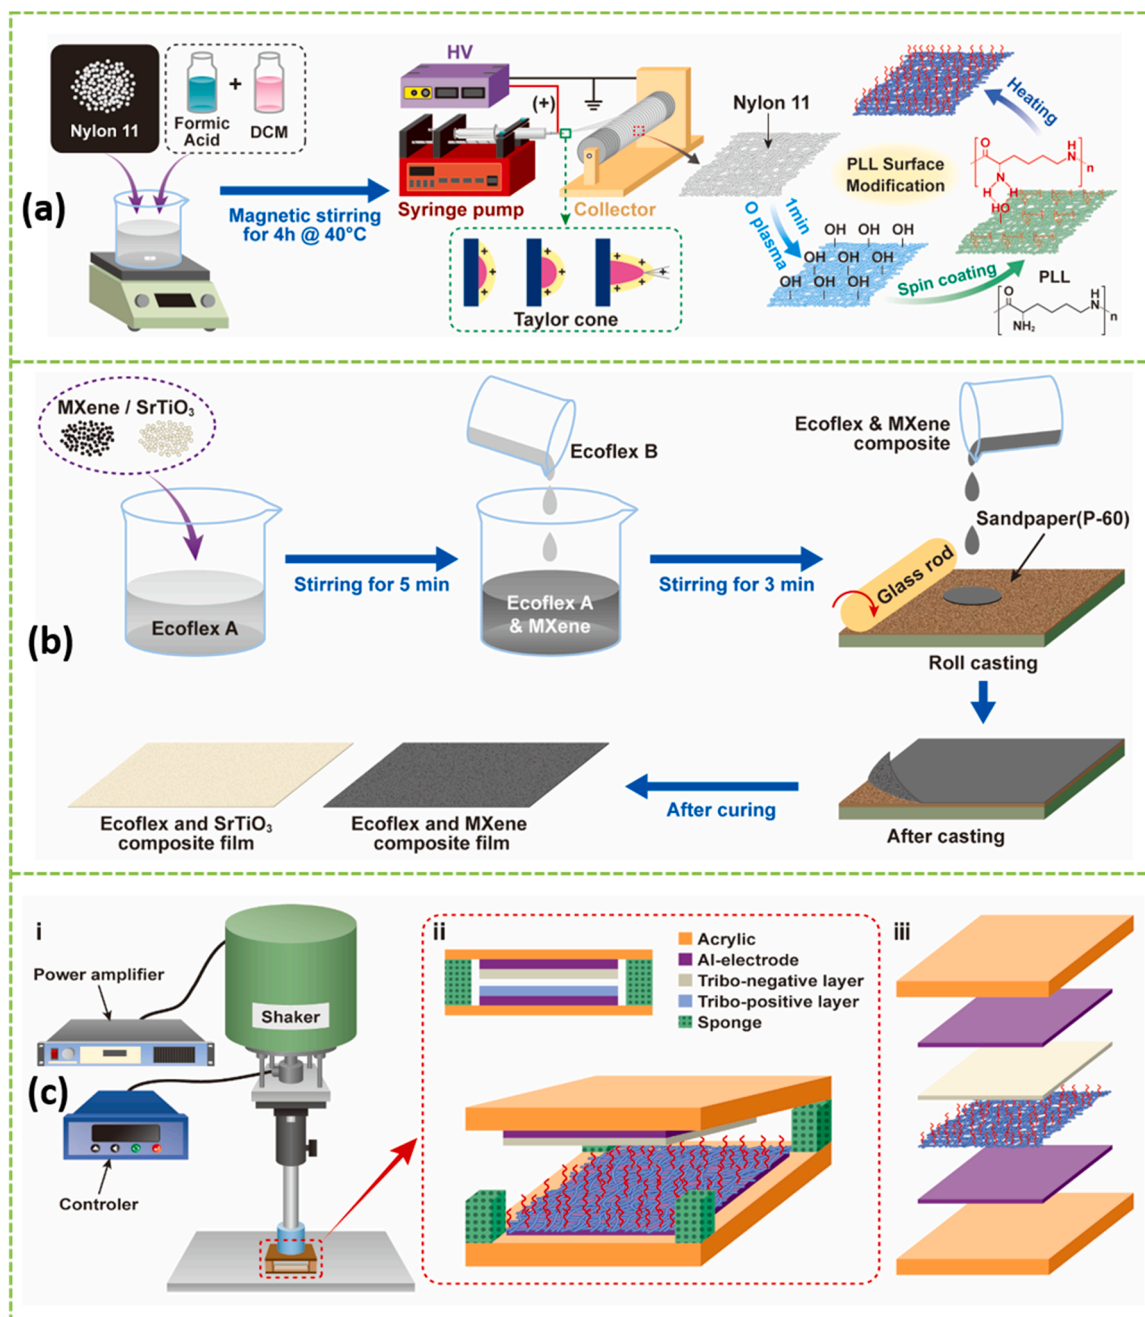 (a)
Nylon 11
Formic
Acid
+
DCM
Magnetic stirring
for 4h @ 40°C
HV
(+)
Syringe pump
Collector
Taylor cone
Nylon 11
1min
O plasma
OH OH OH
OH OH
OH OH OH
PLL Surface
Modification
Heating
O
H
N
n
N
H H
HO
Spin coating
PLL
O
H
N
NH₂
n
(b)
MXene / SrTiO₃
Ecoflex A
Stirring for 5 min
Ecoflex B
Ecoflex A
& MXene
Stirring for 3 min
Ecoflex & MXene
composite
Sandpaper(P-60)
Glass rod
Roll casting
After casting
After curing
Ecoflex and SrTiO₃
composite film
Ecoflex and MXene
composite film
(c)
i
Power amplifier
Shaker
Controler
ii
Acrylic
Al-electrode
Tribo-negative layer
Tribo-positive layer
Sponge
iii